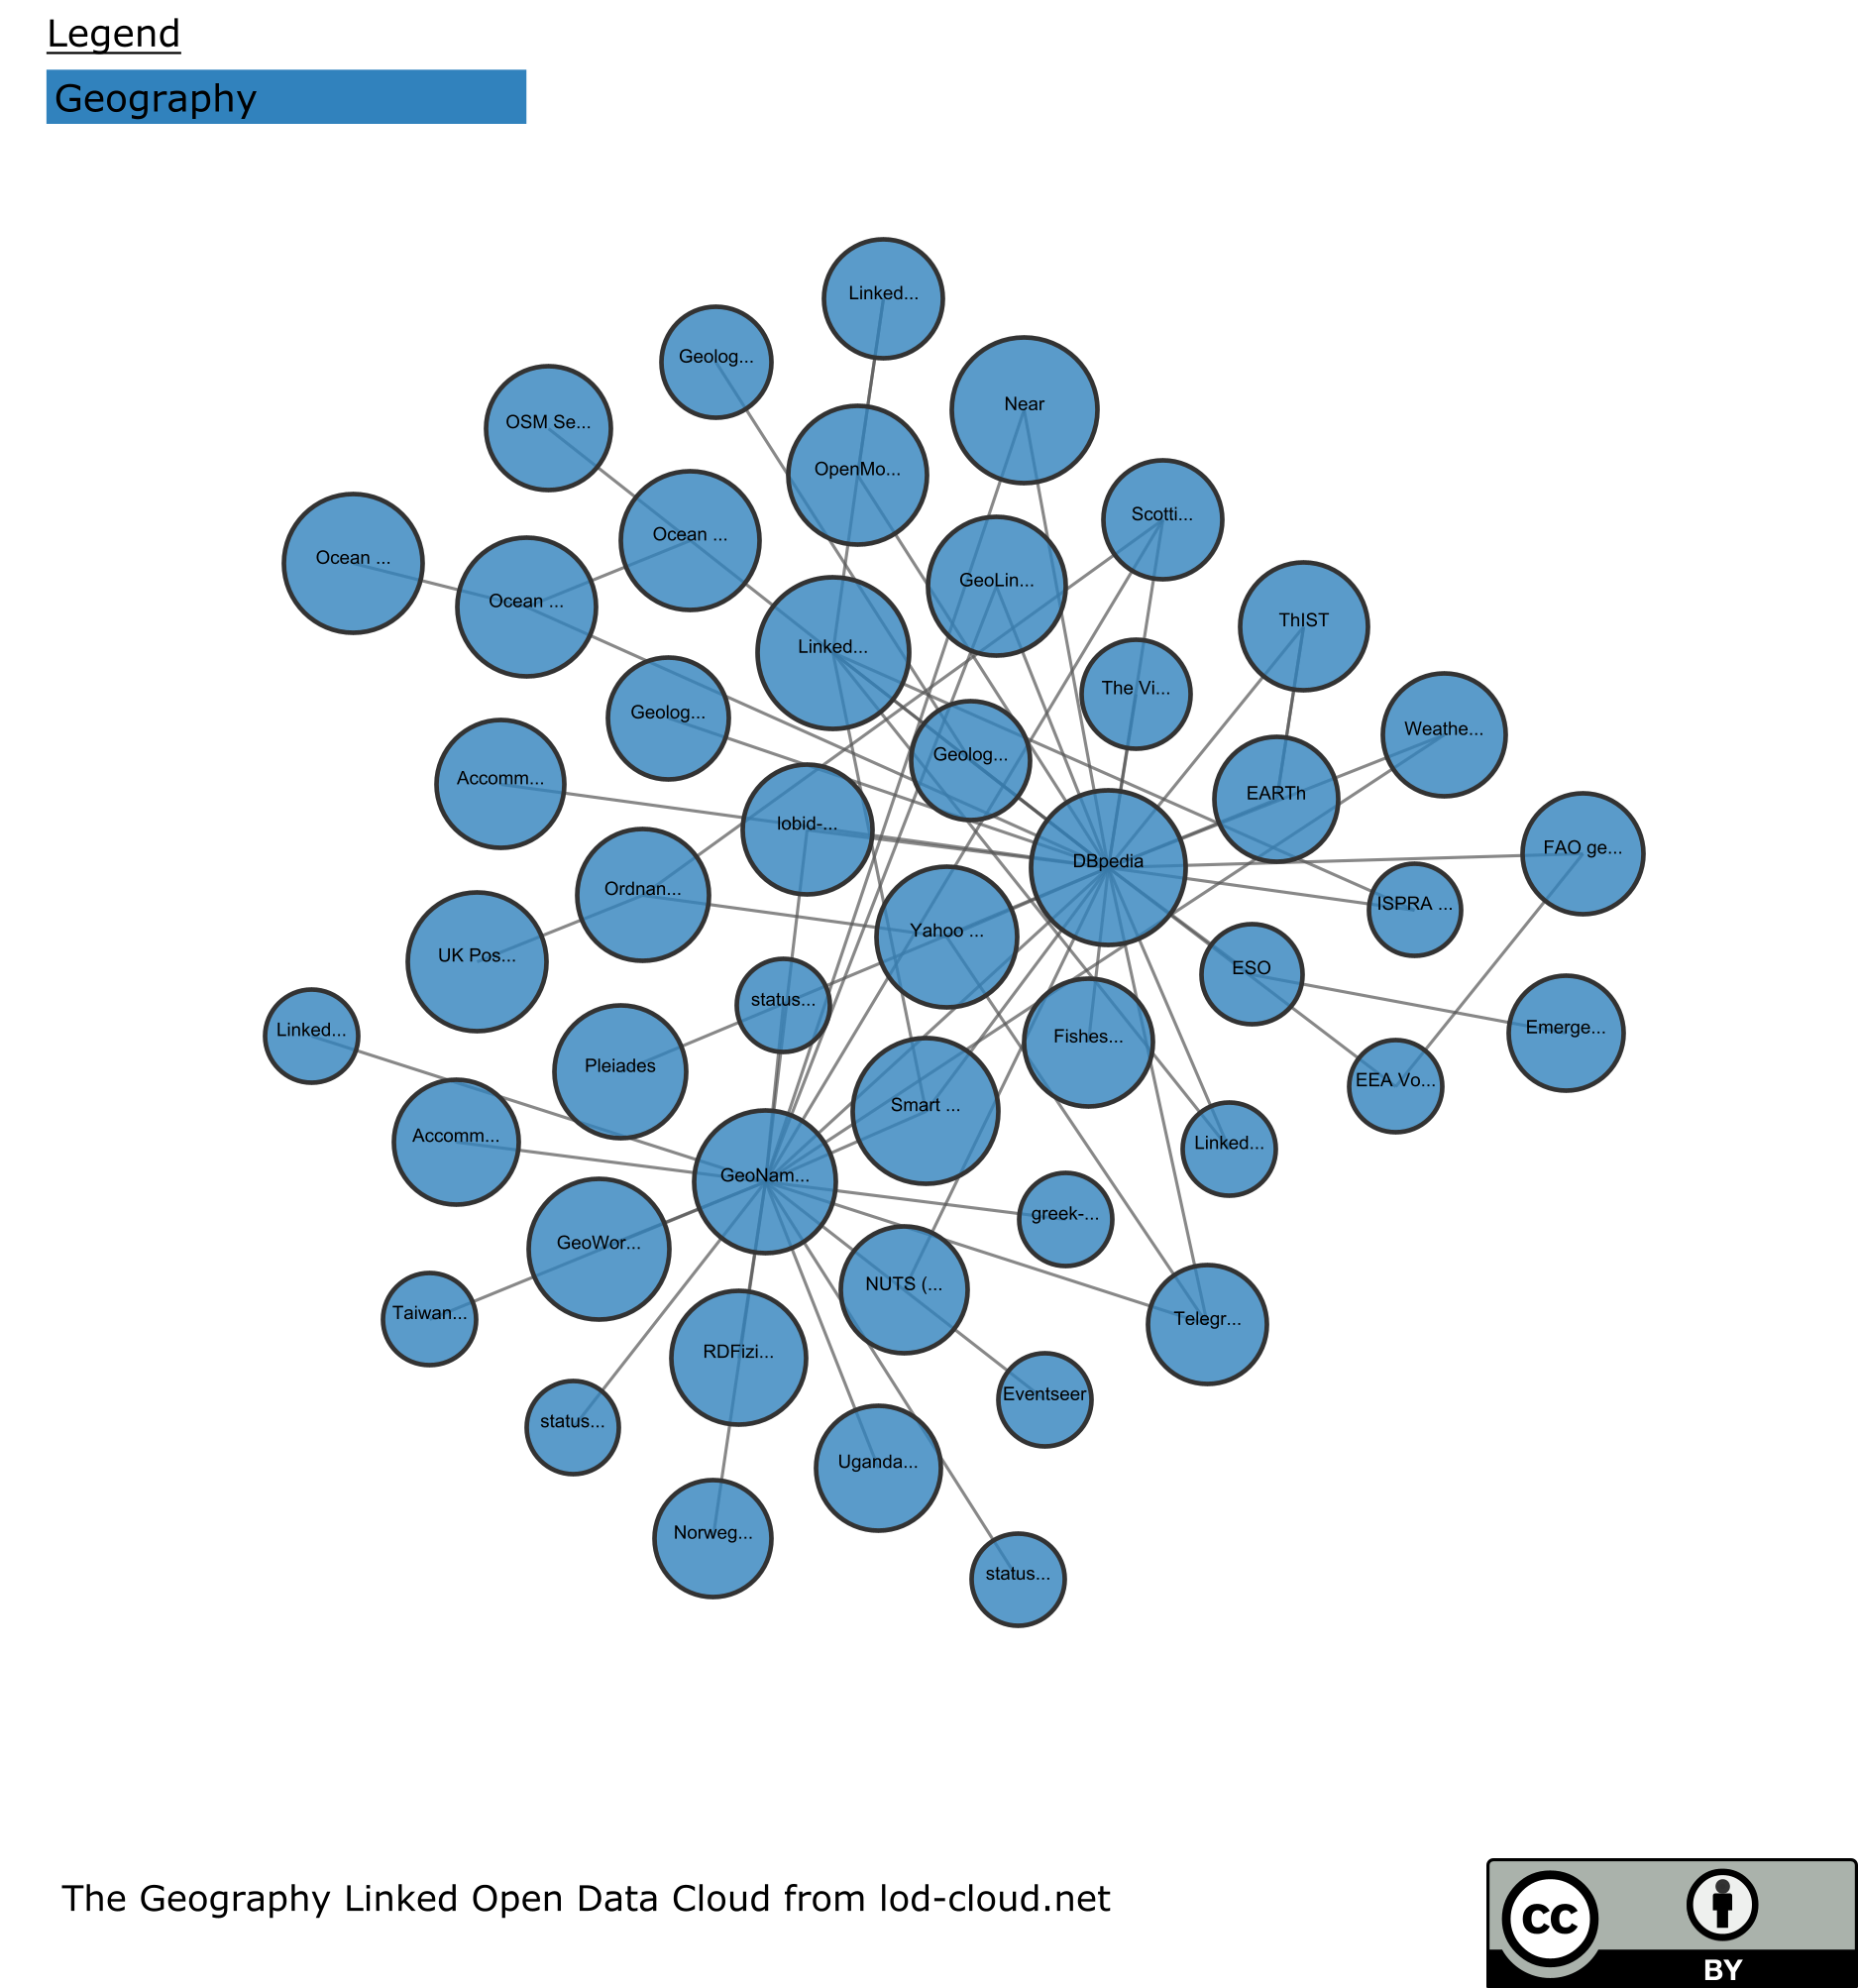 Legend
Geography
Linked...
Geolog...
Near
OSM Se...
OpenMo...
Scotti...
Ocean ...
Ocean ...
GeoLin...
Ocean ...
ThIST
Linked...
The Vi...
Geolog...
Weathe...
Geolog...
Accomm...
EARTh
lobid-...
FAO ge...
DBpedia
Ordnan...
ISPRA ...
Yahoo ...
UK Pos...
ESO
status...
Linked...
Emerge...
Fishes...
Pleiades
EEA Vo...
Smart ...
Accomm...
Linked...
GeoNam...
greek-...
GeoWor...
NUTS (...
Taiwan...
Telegr...
RDFizi...
Eventseer
status...
Uganda...
Norweg...
status...
The Geography Linked Open Data Cloud from lod-cloud.net
cc
BY